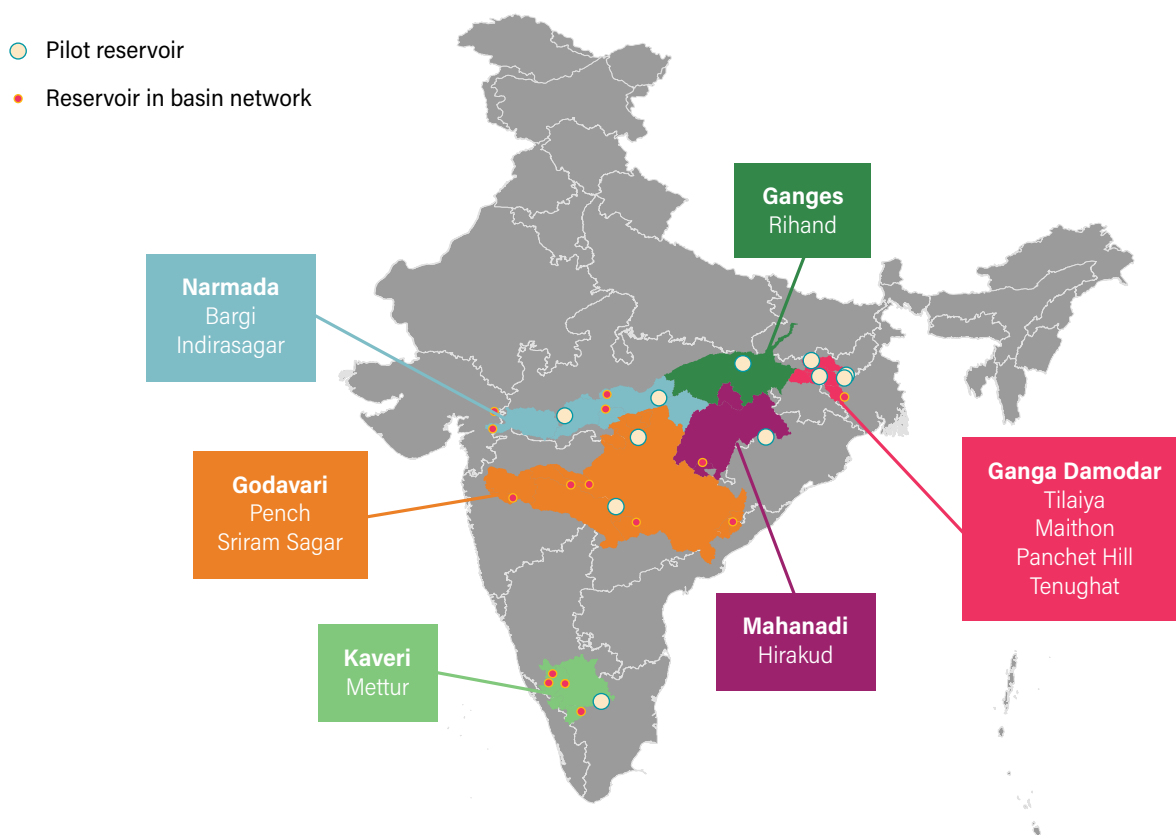 Pilot reservoir
Reservoir in basin network
Ganges
Rihand
Narmada
Bargi
Indirasagar
Godavari
Pench
Sriram Sagar
Ganga Damodar
Tilaiya
Maithon
Panchet Hill
Tenughat
Mahanadi
Hirakud
Kaveri
Mettur